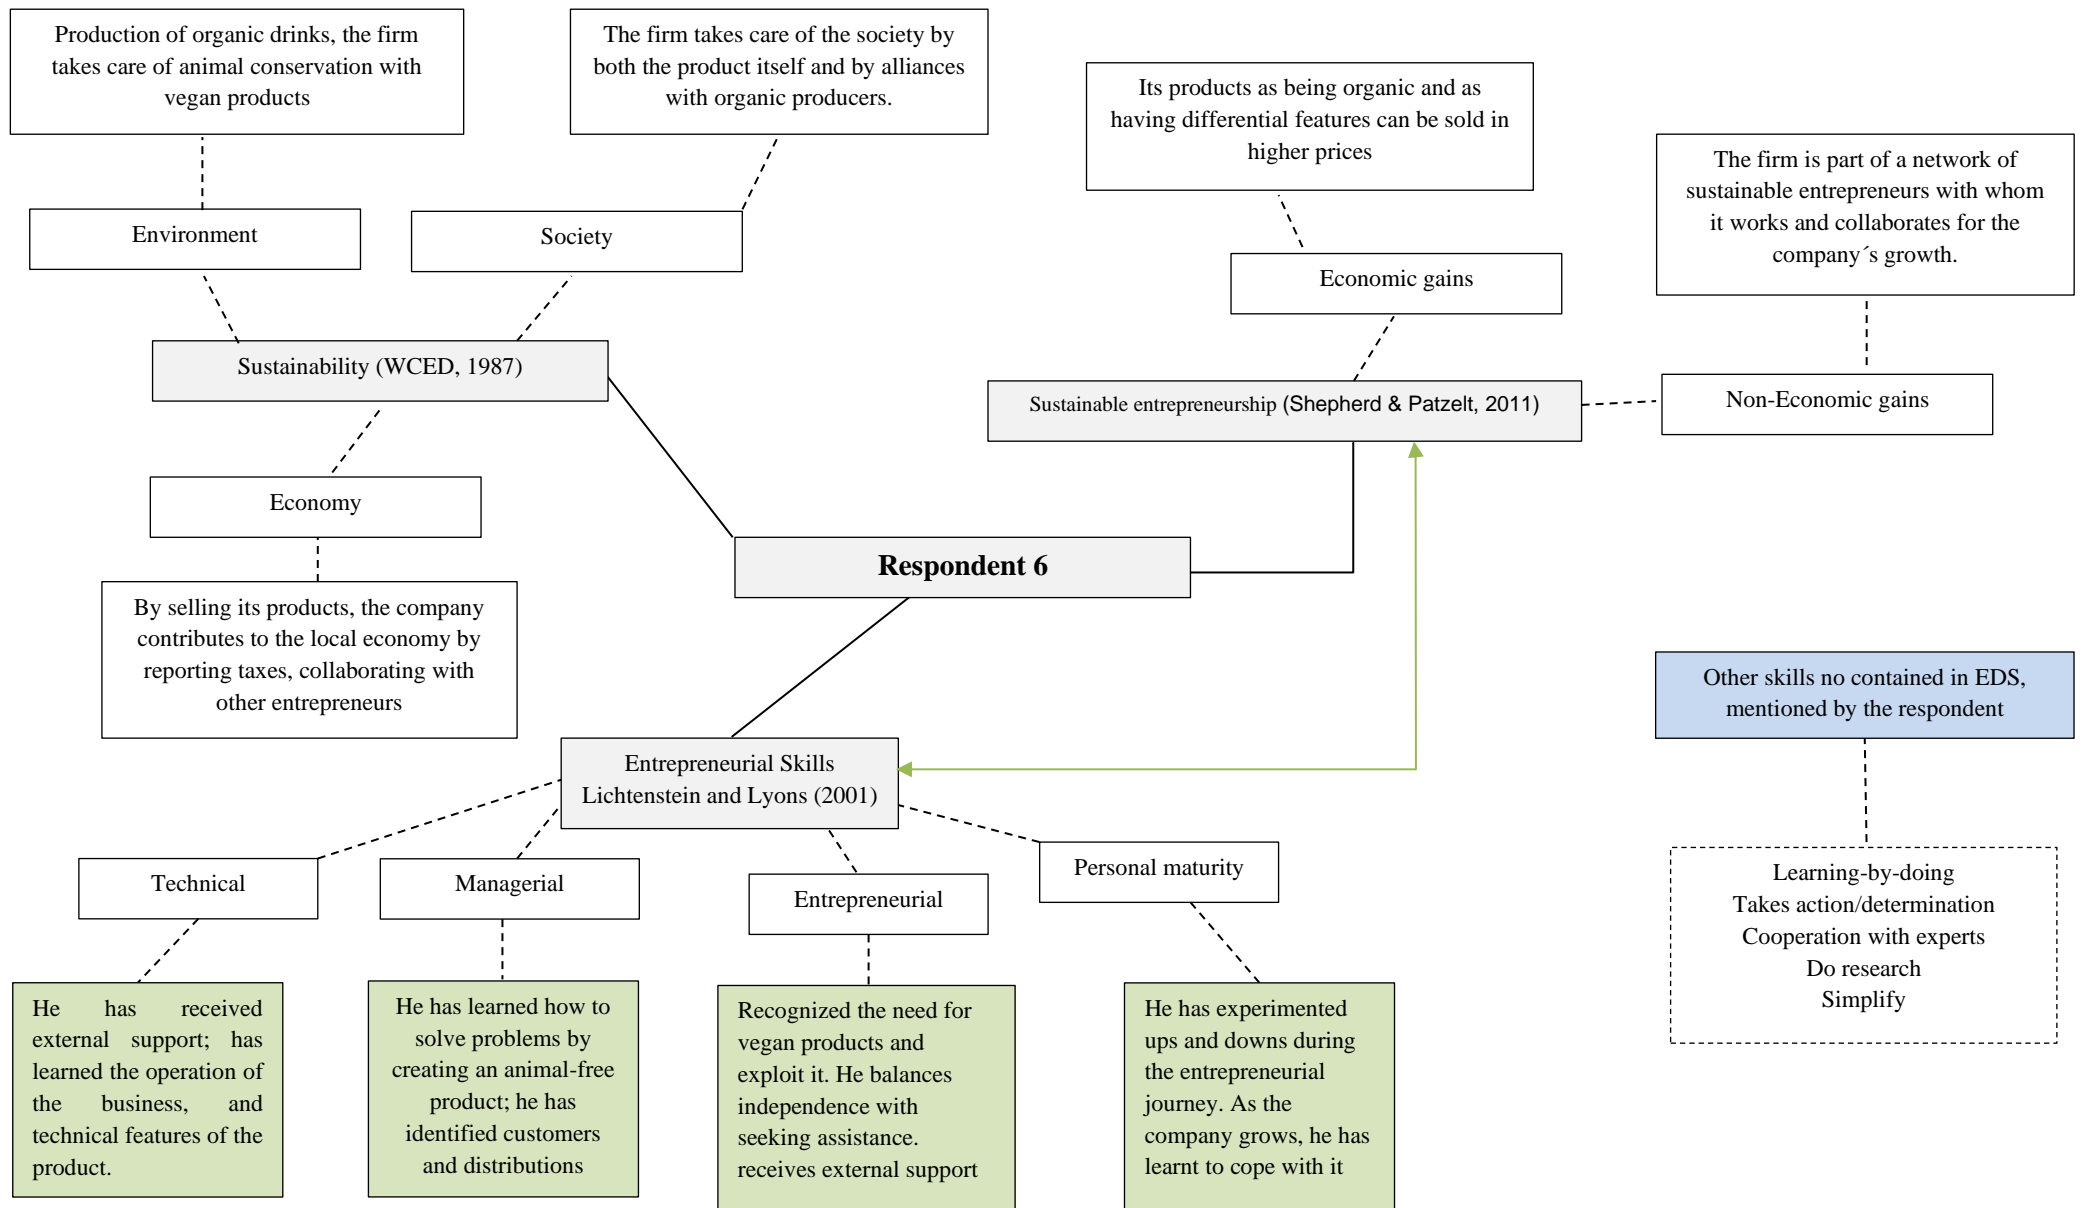 Production of organic drinks, the firm
takes care of animal conservation with
vegan products
The firm takes care of the society by
both the product itself and by alliances
with organic producers.
Its products as being organic and as
having differential features can be sold in
higher prices
The firm is part of a network of
sustainable entrepreneurs with whom
it works and collaborates for the
company´s growth.
Environment
Society
Economic gains
Sustainability (WCED, 1987)
Sustainable entrepreneurship (Shepherd & Patzelt, 2011)
Non-Economic gains
Economy
Respondent 6
By selling its products, the company
contributes to the local economy by
reporting taxes, collaborating with
other entrepreneurs
Other skills no contained in EDS,
mentioned by the respondent
Entrepreneurial Skills
Lichtenstein and Lyons (2001)
Technical
Managerial
Entrepreneurial
Personal maturity
Learning-by-doing
Takes action/determination
Cooperation with experts
Do research
Simplify
He has received
external support; has
learned the operation of
the business, and
technical features of the
product.
He has learned how to
solve problems by
creating an animal-free
product; he has
identified customers
and distributions
Recognized the need for
vegan products and
exploit it. He balances
independence with
seeking assistance.
receives external support
He has experimented
ups and downs during
the entrepreneurial
journey. As the
company grows, he has
learnt to cope with it